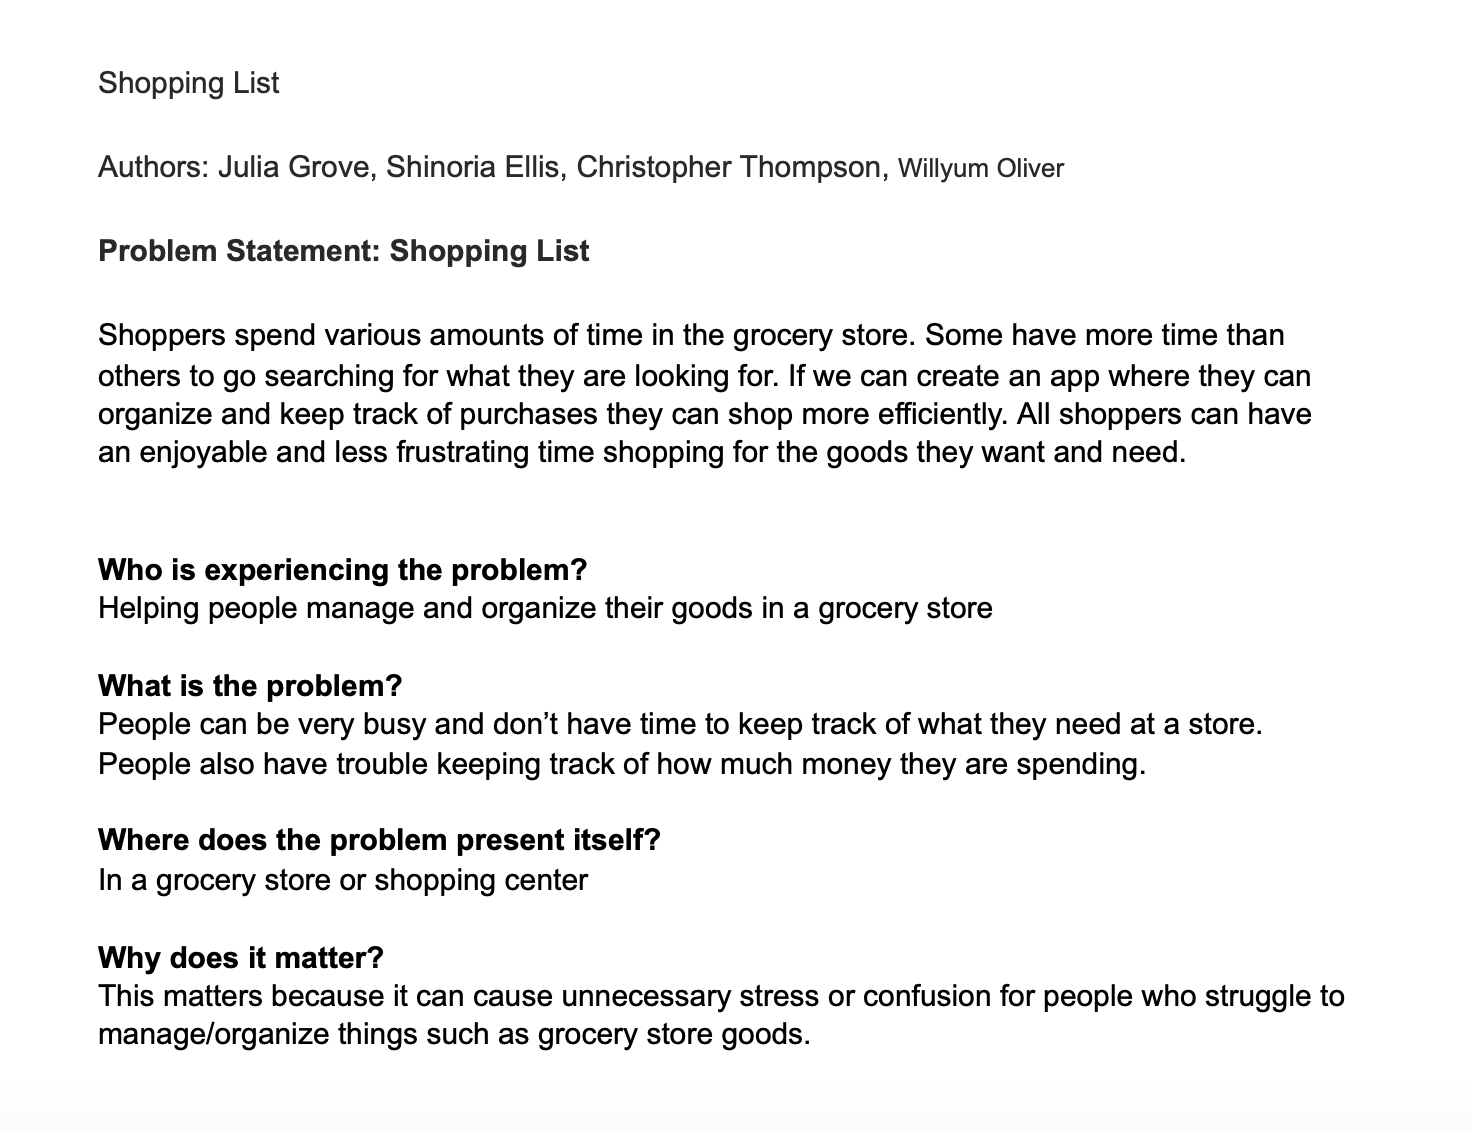 Shopping List
Authors: Julia Grove, Shinoria Ellis, Christopher Thompson, Willyum Oliver
Problem Statement: Shopping List
Shoppers spend various amounts of time in the grocery store. Some have more time than
others to go searching for what they are looking for. If we can create an app where they can
organize and keep track of purchases they can shop more efficiently. All shoppers can have
an enjoyable and less frustrating time shopping for the goods they want and need.
Who is experiencing the problem?
Helping people manage and organize their goods in a grocery store
What is the problem?
People can be very busy and don’t have time to keep track of what they need at a store.
People also have trouble keeping track of how much money they are spending.
Where does the problem present itself?
In a grocery store or shopping center
Why does it matter?
This matters because it can cause unnecessary stress or confusion for people who struggle to
manage/organize things such as grocery store goods.